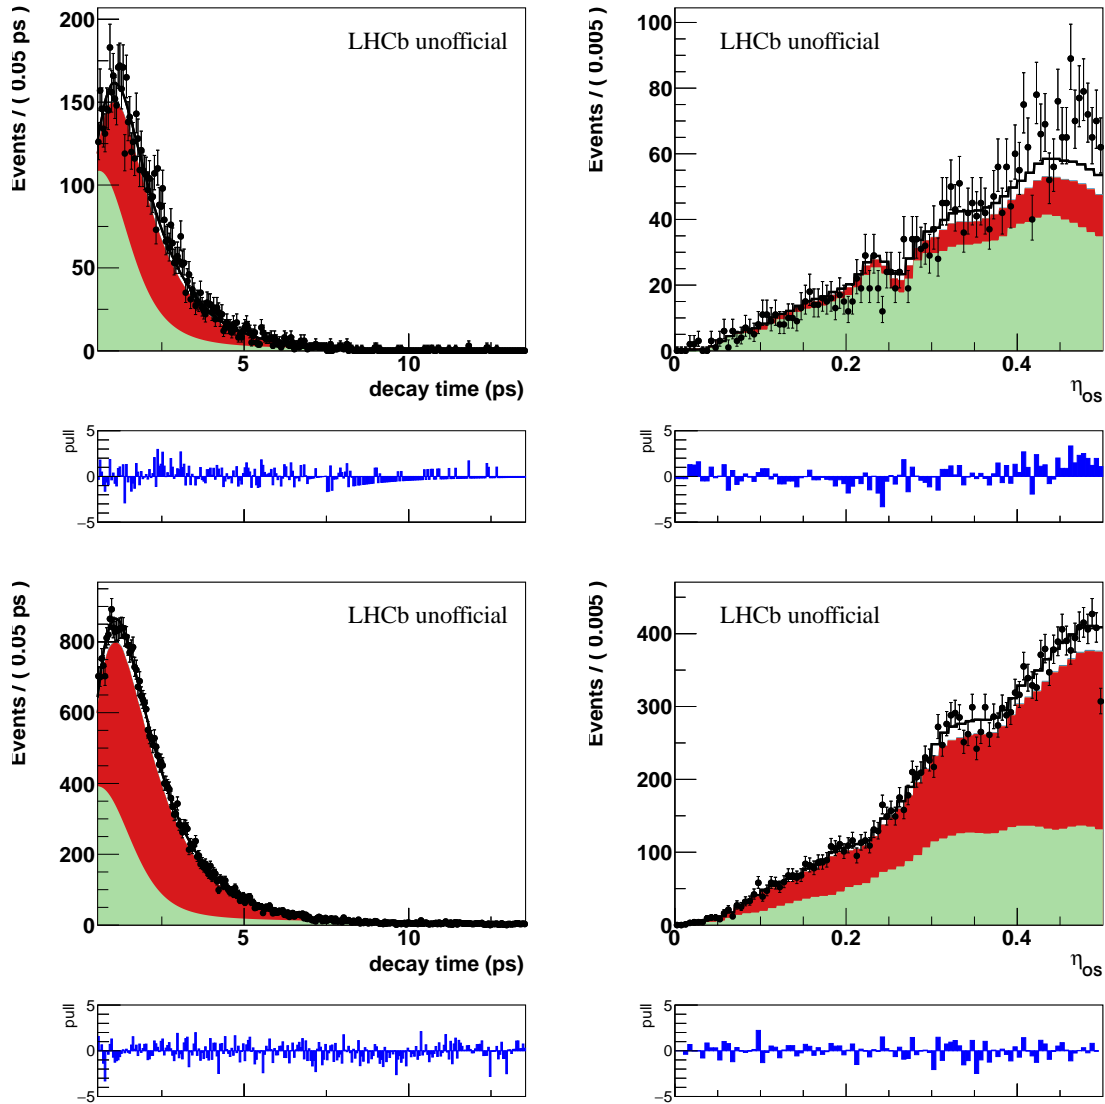 Events / ( 0.05 ps )
200
150
100
50
0
LHCb unofficial
5
10
decay time (ps)
pull
5
0
−5
Events / ( 0.005 )
100
80
60
40
20
0
LHCb unofficial
0
0.2
0.4
ηOS
pull
5
0
−5
Events / ( 0.05 ps )
800
600
400
200
0
LHCb unofficial
5
10
decay time (ps)
pull
5
0
−5
Events / ( 0.005 )
400
300
200
100
0
LHCb unofficial
0
0.2
0.4
ηOS
pull
5
0
−5